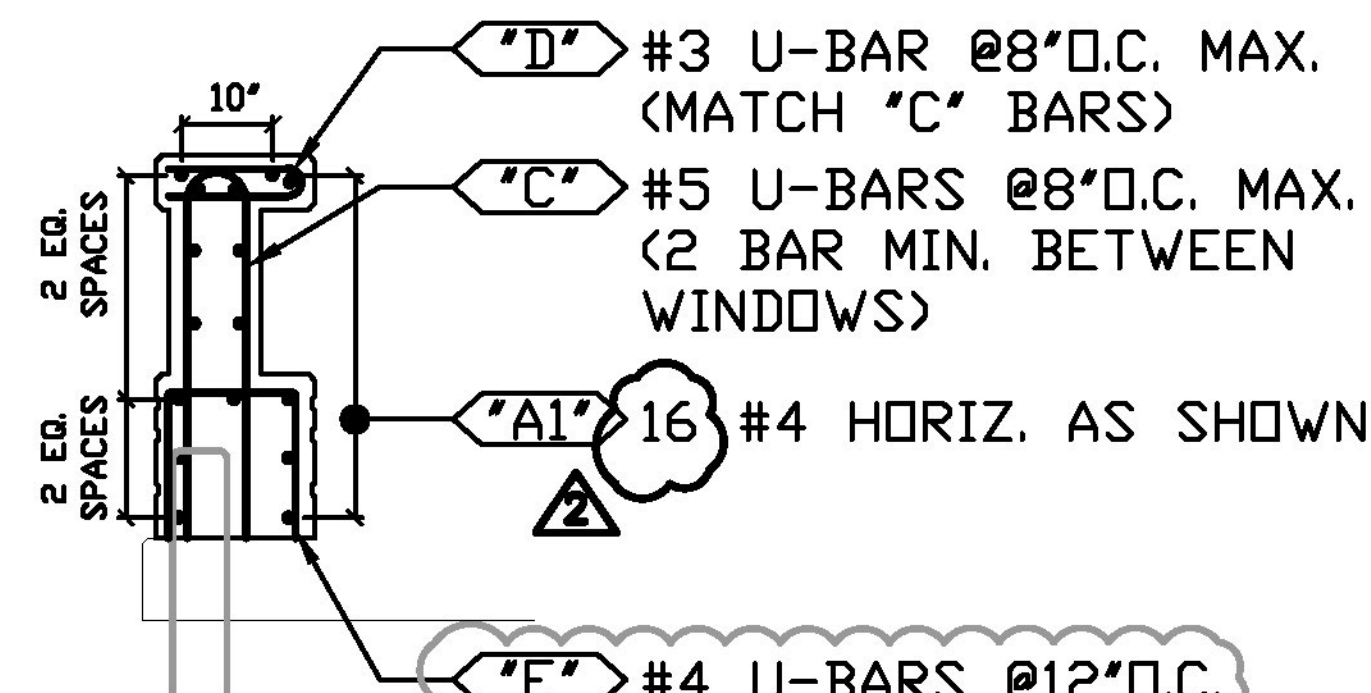 "D" #3 U-BAR @8"O.C. MAX.
(MATCH "C" BARS)
10"
"C" #5 U-BARS @8"O.C. MAX.
(2 BAR MIN. BETWEEN
WINDOWS)
2 EQ.
SPACES
"A1" 16 #4 HORIZ. AS SHOWN
2 EQ.
SPACES
2
#4 U-BARS @12"O.C.